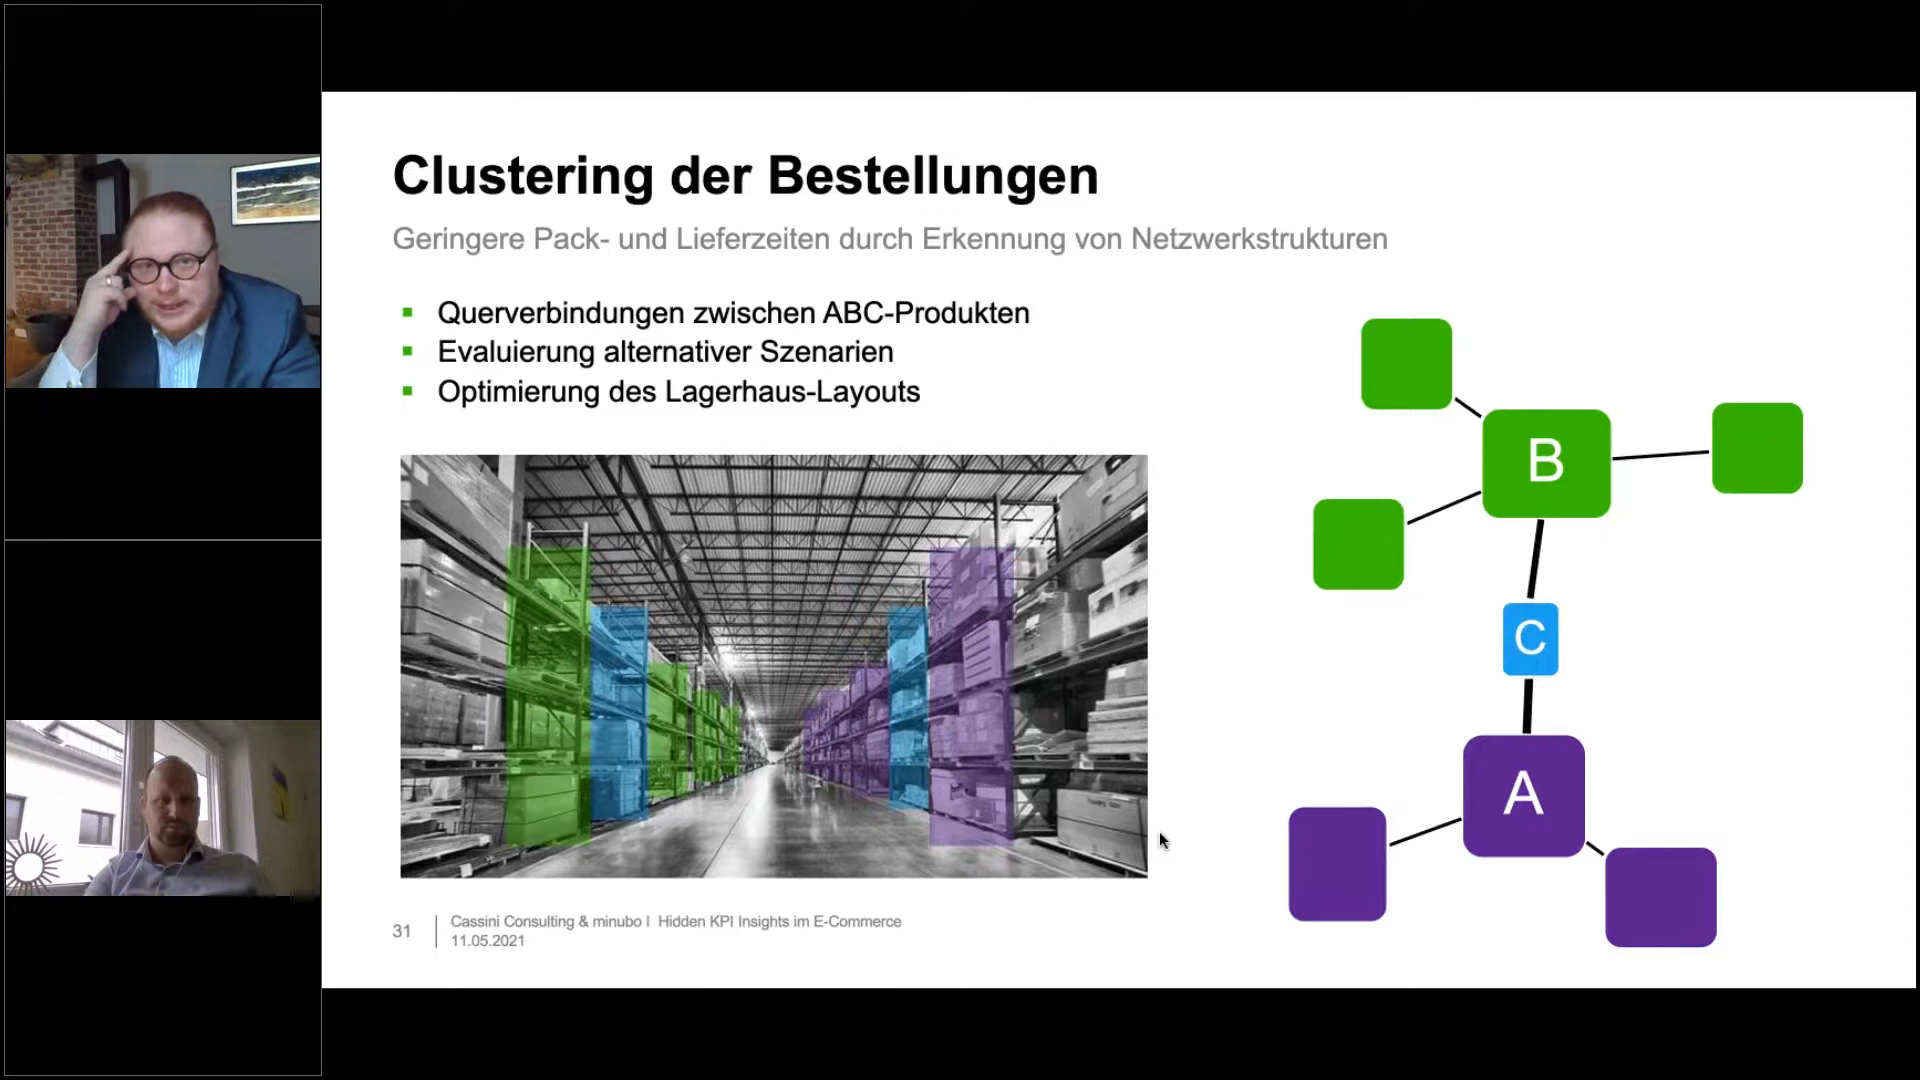 Clustering der Bestellungen
Geringere Pack- und Lieferzeiten durch Erkennung von Netzwerkstrukturen
Querverbindungen zwischen ABC-Produkten
Evaluierung alternativer Szenarien
Optimierung des Lagerhaus-Layouts
B
C
A
31
Cassini Consulting & minubo I Hidden KPI Insights im E-Commerce
11.05.2021